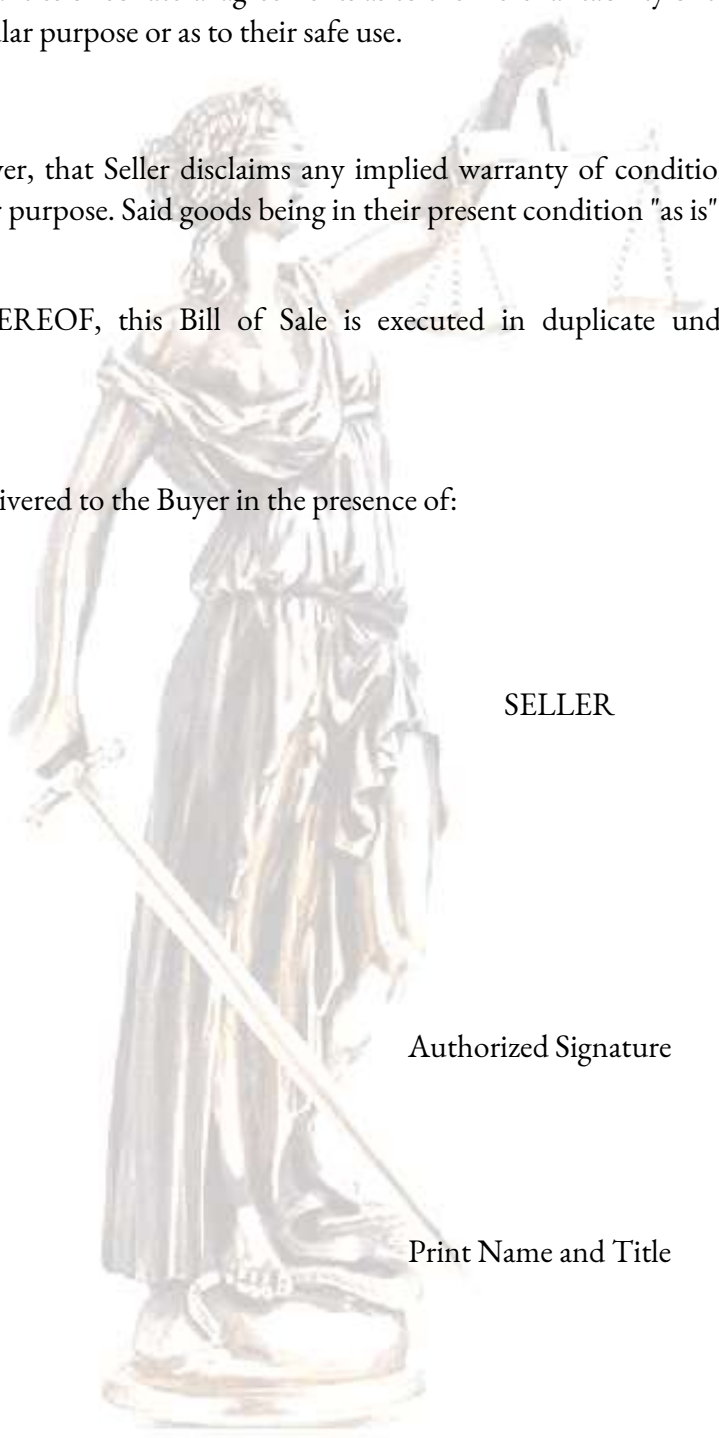 ular purpose or as to their safe use.
ver, that Seller disclaims any implied warranty of conditio
r purpose. Said goods being in their present condition "as is"
EREOF, this Bill of Sale is executed in duplicate und
ivered to the Buyer in the presence of:
SELLER
Authorized Signature
Print Name and Title